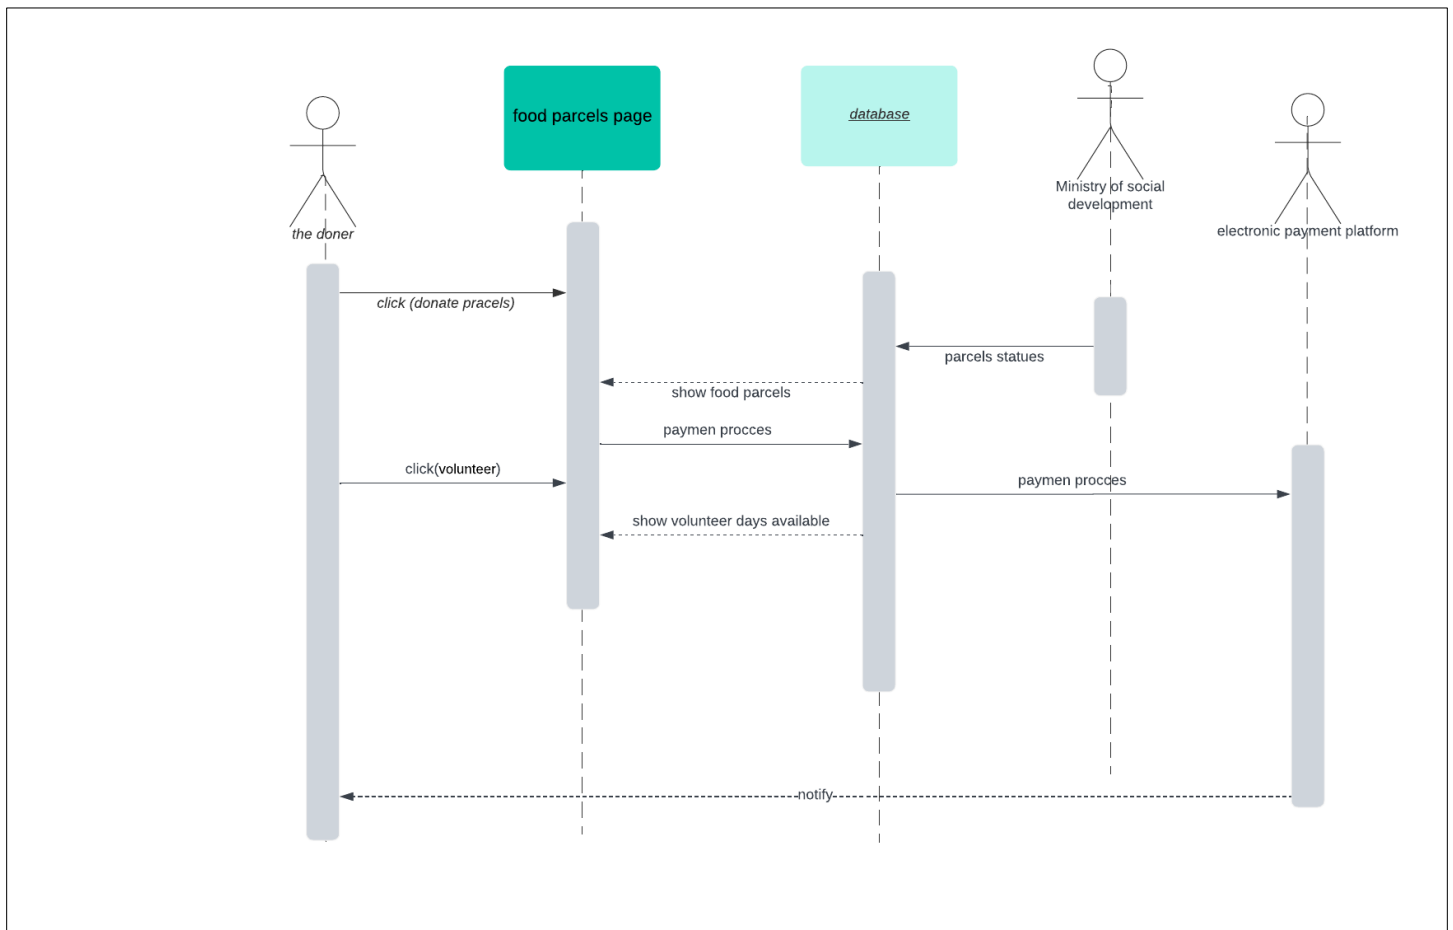 food parcels page
database
Ministry of social
development
electronic payment platform
the doner
click (donate pracels)
parcels statues
show food parcels
paymen procces
click(volunteer)
paymen procces
show volunteer days available
notify